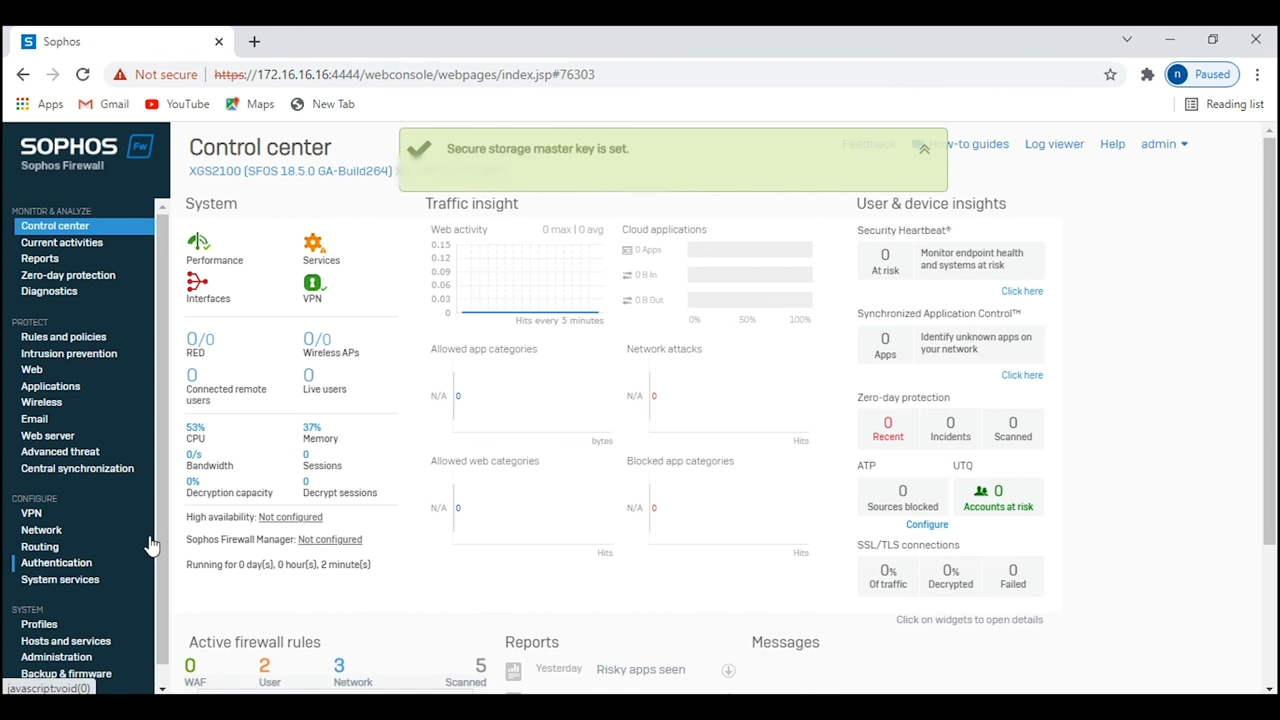 Sophos
Not secure https://172.16.16.16:4444/webconsole/webpages/index.jsp#76303
n Paused
Apps Gmail YouTube Maps New Tab Reading list
SOPHOS Fw
Sophos Firewall
Control center
XGS2100 (SFOS 18.5.0 GA-Build264)
Secure storage master key is set.
Feedback How-to guides Log viewer Help admin
MONITOR & ANALYZE
Control center
Current activities
Reports
Zero-day protection
Diagnostics
PROTECT
Rules and policies
Intrusion prevention
Web
Applications
Wireless
Email
Web server
Advanced threat
Central synchronization
CONFIGURE
VPN
Network
Routing
Authentication
System services
SYSTEM
Profiles
Hosts and services
Administration
Backup & firmware
javascript:void(0)
System
Performance Services
Interfaces VPN
0/0 0/0
RED Wireless APs
0 0
Connected remote users Live users
53% 37%
CPU Memory
0/s 0
Bandwidth Sessions
0% 0
Decryption capacity Decrypt sessions
High availability: Not configured
Sophos Firewall Manager: Not configured
Running for 0 day(s), 0 hour(s), 2 minute(s)
Traffic insight
Web activity 0 max | 0 avg
0.15
0.12
0.09
0.06
0.03
0
Hits every 5 minutes
Cloud applications
0 Apps
0 B In
0 B Out
0% 50% 100%
Allowed app categories
N/A 0
bytes
Network attacks
N/A 0
Hits
Allowed web categories
N/A 0
Hits
Blocked app categories
N/A 0
Hits
User & device insights
Security Heartbeat®
0
At risk
Monitor endpoint health
and systems at risk
Click here
Synchronized Application Control™
0
Apps
Identify unknown apps on
your network
Click here
Zero-day protection
0 0 0
Recent Incidents Scanned
ATP UTQ
0 0
Sources blocked Accounts at risk
Configure
SSL/TLS connections
0% 0% 0
Of traffic Decrypted Failed
Click on widgets to open details
Active firewall rules
0 2 3 5
WAF User Network Scanned
Reports
Yesterday Risky apps seen
Messages